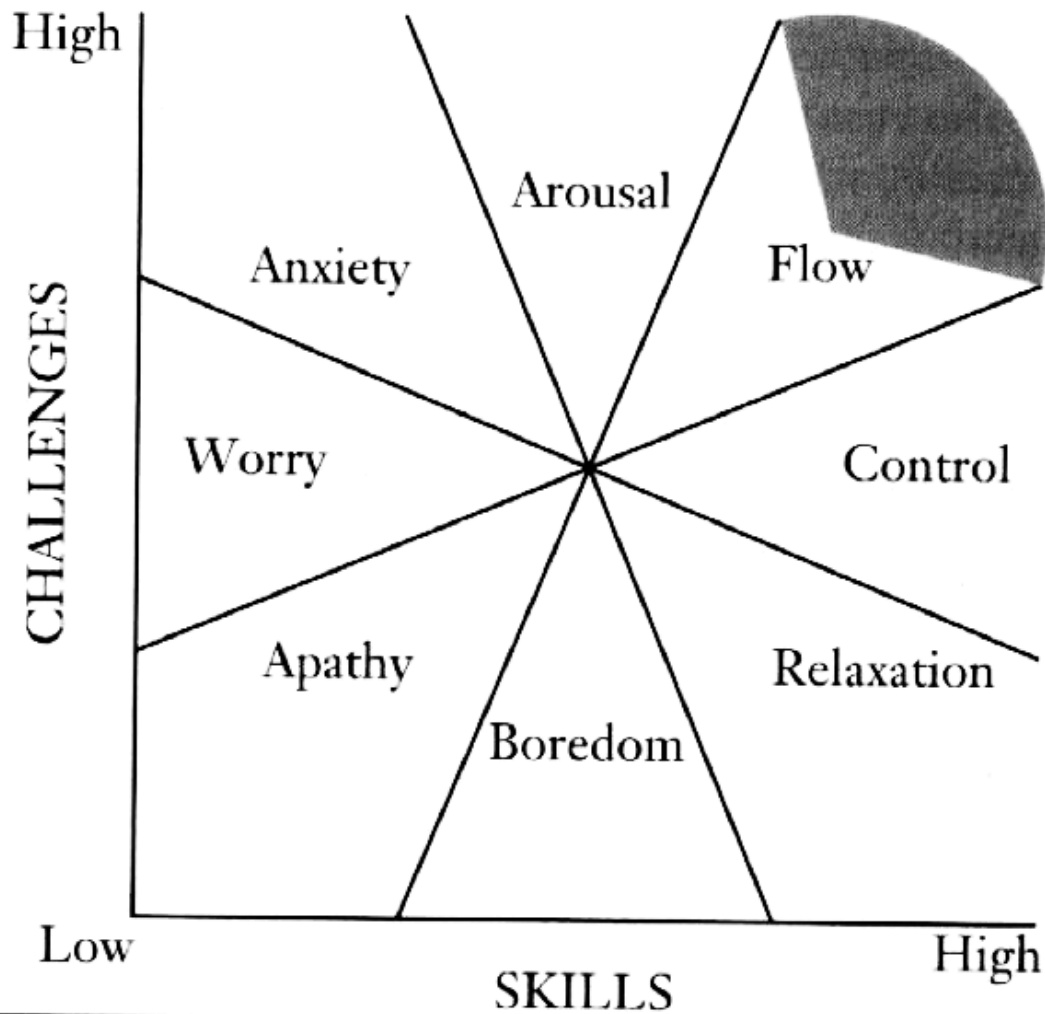 High
Arousal
Anxiety
Flow
CHALLENGES
Worry
Control
Apathy
Relaxation
Boredom
Low
High
SKILLS